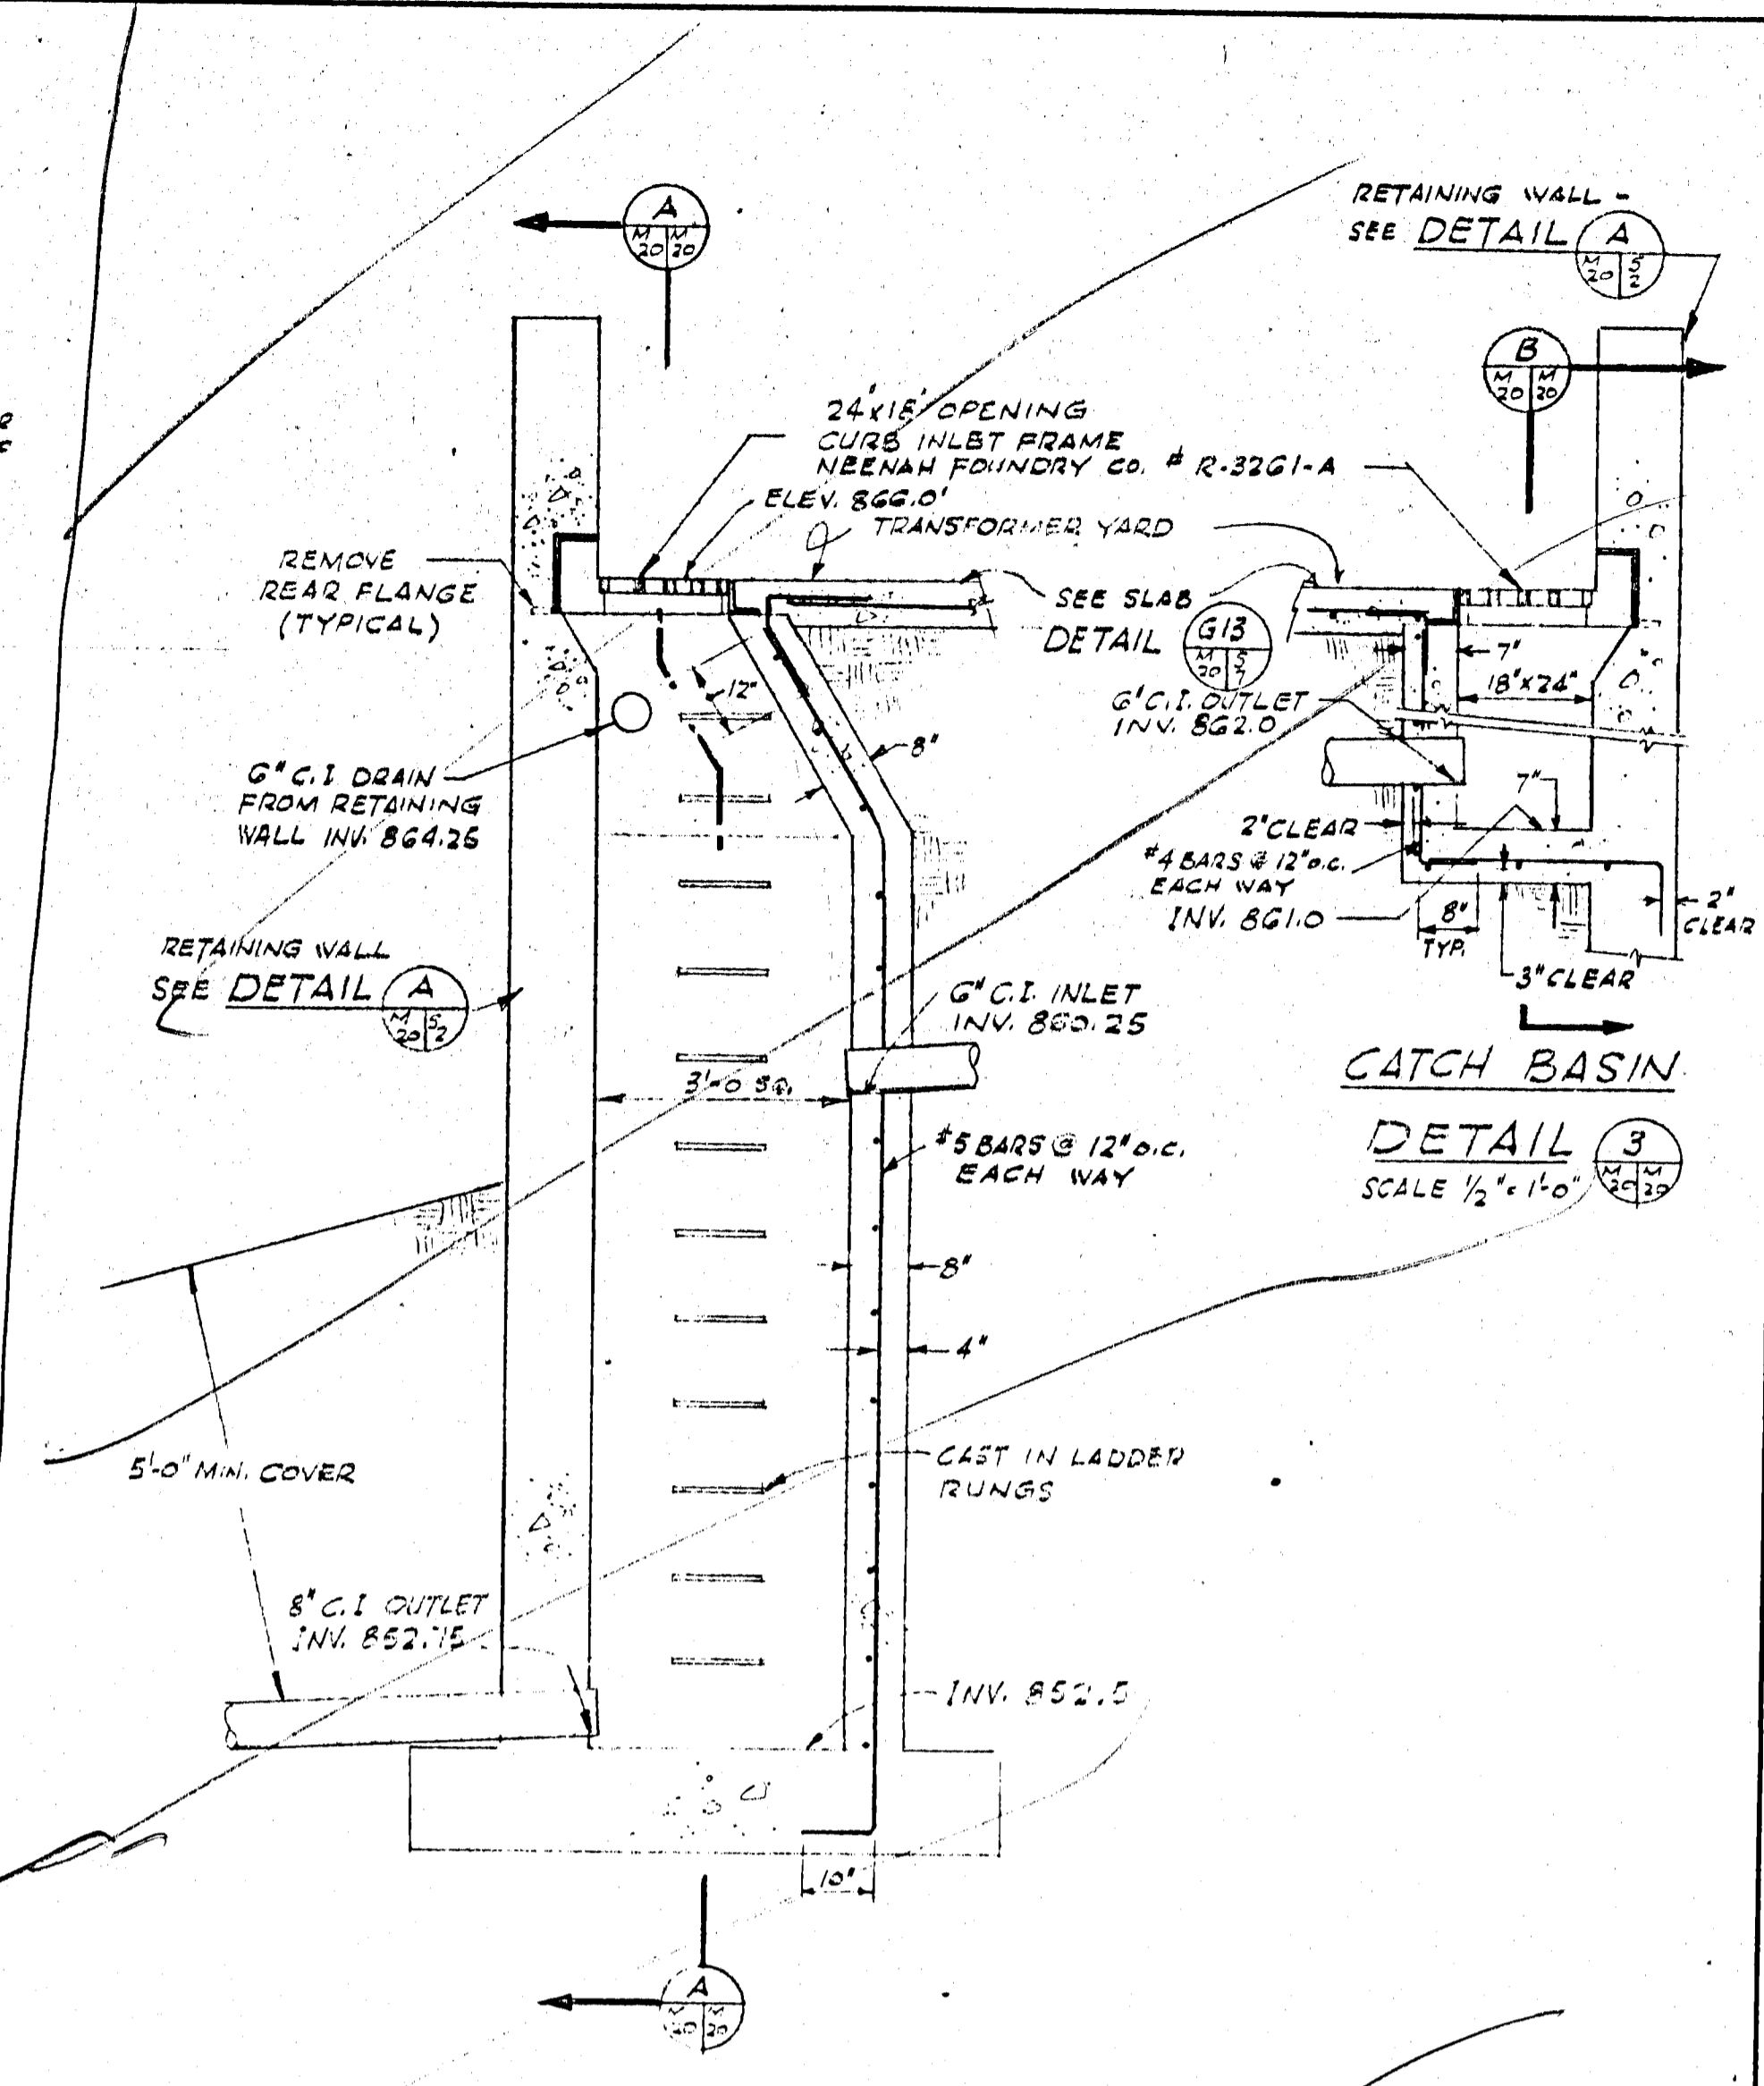 A
M 20 | M 20
RETAINING WALL -
SEE DETAIL A
M 20 | S 2
B
M 20 | M 20
24"x18" OPENING
CURB INLET FRAME
NEENAH FOUNDRY CO. # R-3261-A
ELEV. 866.0'
TRANSFORMER YARD
REMOVE
REAR FLANGE
(TYPICAL)
SEE SLAB
DETAIL G13
M 20 | S 7
7"
18"x24"
12"
6" C.I. OUTLET
INV. 862.0
8"
6" C.I DRAIN
FROM RETAINING
WALL INV. 864.25
7"
2" CLEAR
#4 BARS @ 12" O.C.
EACH WAY
INV. 861.0
8"
TYP.
2"
CLEAR
3" CLEAR
RETAINING WALL
SEE DETAIL A
M 20 | S 2
6" C.I. INLET
INV. 860.25
3'-0 SQ.
CATCH BASIN
DETAIL 3
M 20 | M 20
SCALE 1/2" = 1'-0"
#5 BARS @ 12" O.C.
EACH WAY
8"
4"
5'-0" MIN. COVER
CAST IN LADDER
RUNGS
8" C.I OUTLET
INV. 852.75
INV. 852.5
10"
A
M 20 | M 20